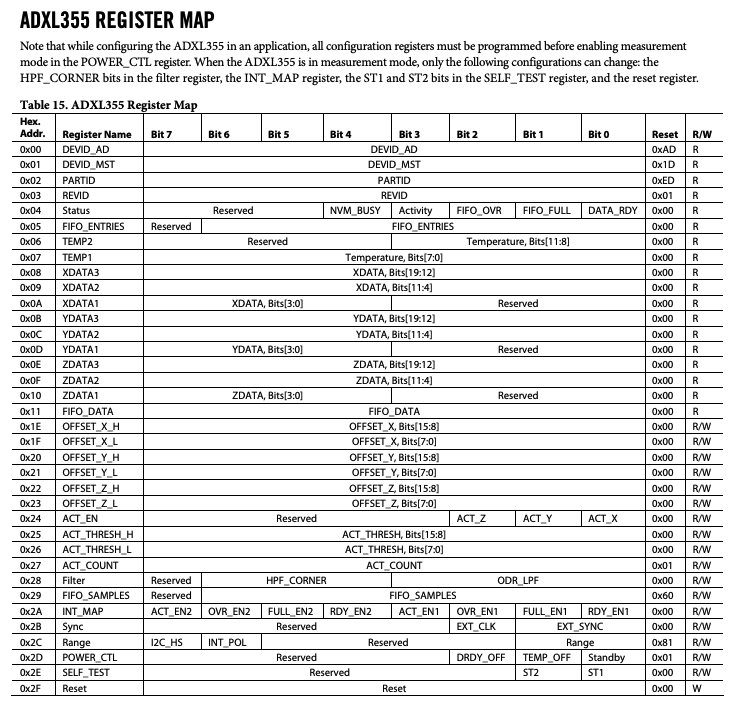 ADXL355 REGISTER MAP
Note that while configuring the ADXL355 in an application, all configuration registers must be programmed before enabling measurement
mode in the POWER_CTL register. When the ADXL355 is in measurement mode, only the following configurations can change: the
HPF_CORNER bits in the filter register, the INT_MAP register, the ST1 and ST2 bits in the SELF_TEST register, and the reset register.
Table 15. ADXL355 Register Map
Hex.
Addr. Register Name Bit 7 Bit 6 Bit 5 Bit 4 Bit 3 Bit 2 Bit 1 Bit 0 Reset R/W
0x00 DEVID_AD DEVID_AD 0xAD R
0x01 DEVID_MST DEVID_MST 0x1D R
0x02 PARTID PARTID 0xED R
0x03 REVID REVID 0x01 R
0x04 Status Reserved NVM_BUSY Activity FIFO_OVR FIFO_FULL DATA_RDY 0x00 R
0x05 FIFO_ENTRIES Reserved FIFO_ENTRIES 0x00 R
0x06 TEMP2 Reserved Temperature, Bits[11:8] 0x00 R
0x07 TEMP1 Temperature, Bits[7:0] 0x00 R
0x08 XDATA3 XDATA, Bits[19:12] 0x00 R
0x09 XDATA2 XDATA, Bits[11:4] 0x00 R
0x0A XDATA1 XDATA, Bits[3:0] Reserved 0x00 R
0x0B YDATA3 YDATA, Bits[19:12] 0x00 R
0x0C YDATA2 YDATA, Bits[11:4] 0x00 R
0x0D YDATA1 YDATA, Bits[3:0] Reserved 0x00 R
0x0E ZDATA3 ZDATA, Bits[19:12] 0x00 R
0x0F ZDATA2 ZDATA, Bits[11:4] 0x00 R
0x10 ZDATA1 ZDATA, Bits[3:0] Reserved 0x00 R
0x11 FIFO_DATA FIFO_DATA 0x00 R
0x1E OFFSET_X_H OFFSET_X, Bits[15:8] 0x00 R/W
0x1F OFFSET_X_L OFFSET_X, Bits[7:0] 0x00 R/W
0x20 OFFSET_Y_H OFFSET_Y, Bits[15:8] 0x00 R/W
0x21 OFFSET_Y_L OFFSET_Y, Bits[7:0] 0x00 R/W
0x22 OFFSET_Z_H OFFSET_Z, Bits[15:8] 0x00 R/W
0x23 OFFSET_Z_L OFFSET_Z, Bits[7:0] 0x00 R/W
0x24 ACT_EN Reserved ACT_Z ACT_Y ACT_X 0x00 R/W
0x25 ACT_THRESH_H ACT_THRESH, Bits[15:8] 0x00 R/W
0x26 ACT_THRESH_L ACT_THRESH, Bits[7:0] 0x00 R/W
0x27 ACT_COUNT ACT_COUNT 0x01 R/W
0x28 Filter Reserved HPF_CORNER ODR_LPF 0x00 R/W
0x29 FIFO_SAMPLES Reserved FIFO_SAMPLES 0x60 R/W
0x2A INT_MAP ACT_EN2 OVR_EN2 FULL_EN2 RDY_EN2 ACT_EN1 OVR_EN1 FULL_EN1 RDY_EN1 0x00 R/W
0x2B Sync Reserved EXT_CLK EXT_SYNC 0x00 R/W
0x2C Range I2C_HS INT_POL Reserved Range 0x81 R/W
0x2D POWER_CTL Reserved DRDY_OFF TEMP_OFF Standby 0x01 R/W
0x2E SELF_TEST Reserved ST2 ST1 0x00 R/W
0x2F Reset Reset 0x00 W